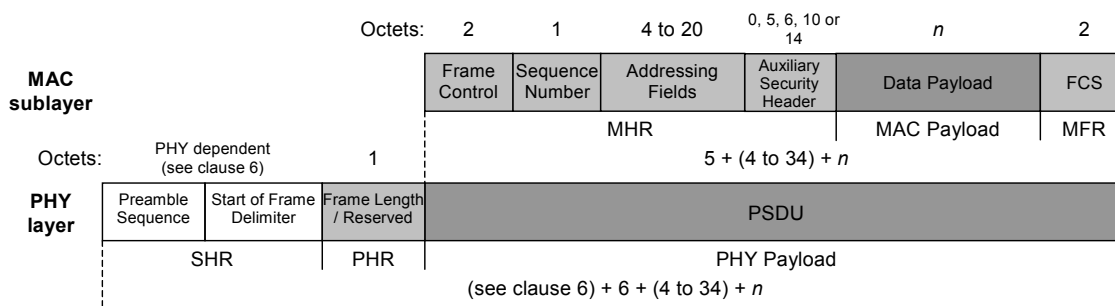 Octets: 2 1 4 to 20 0, 5, 6, 10 or 14 n 2
MAC sublayer
Frame Control
Sequence Number
Addressing Fields
Auxiliary Security Header
Data Payload
FCS
MHR
MAC Payload
MFR
Octets:
PHY dependent
(see clause 6)
1
5 + (4 to 34) + n
PHY layer
Preamble Sequence
Start of Frame Delimiter
Frame Length / Reserved
PSDU
SHR
PHR
PHY Payload
(see clause 6) + 6 + (4 to 34) + n